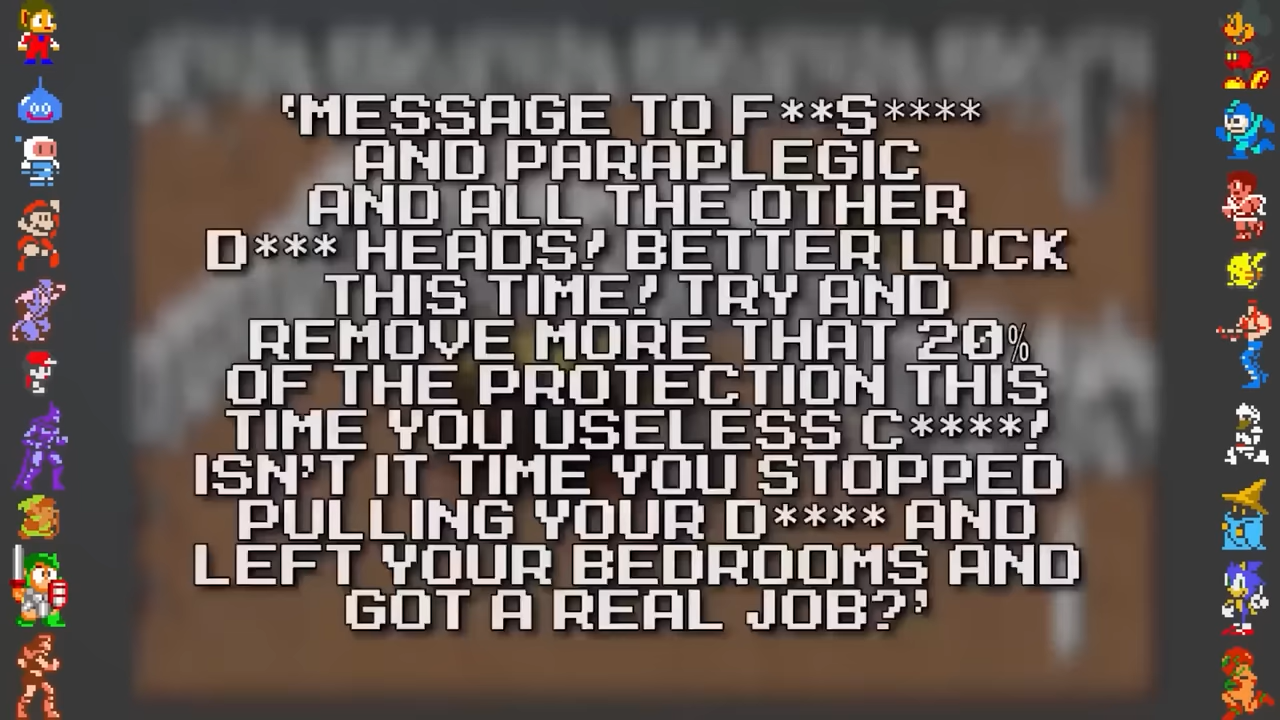 'MESSAGE TO F**S****
AND PARAPLEGIC
AND ALL THE OTHER
D*** HEADS! BETTER LUCK
THIS TIME! TRY AND
REMOVE MORE THAT 20%
OF THE PROTECTION THIS
TIME YOU USELESS C****!
ISN'T IT TIME YOU STOPPED
PULLING YOUR D**** AND
LEFT YOUR BEDROOMS AND
GOT A REAL JOB?'